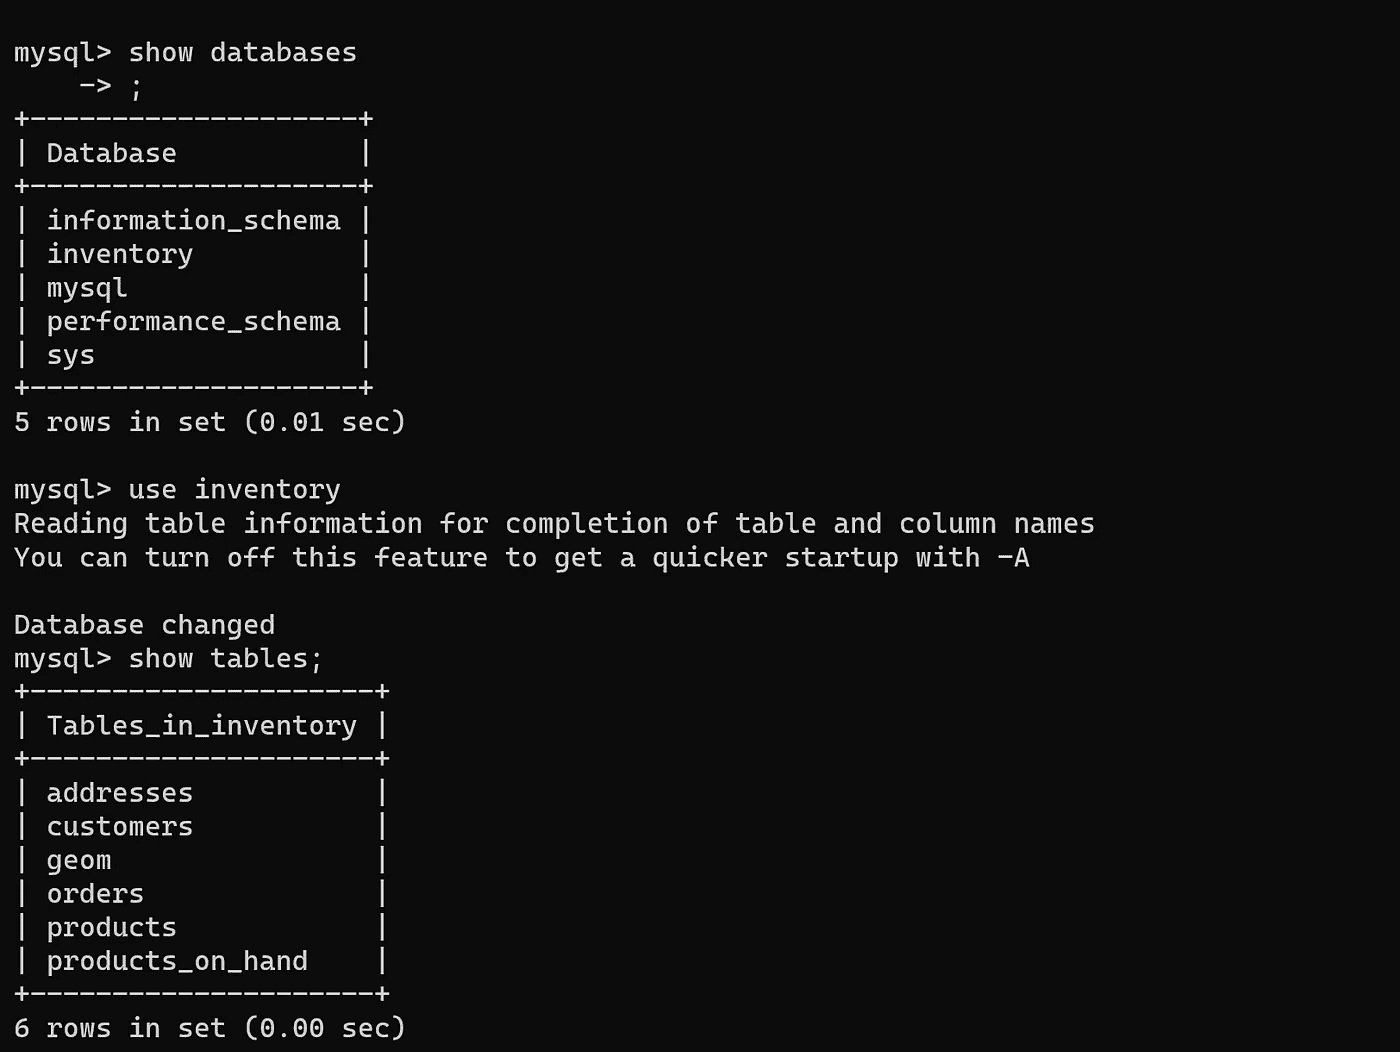 mysql> show databases
    -> ;
+--------------------+
| Database           |
+--------------------+
| information_schema |
| inventory          |
| mysql              |
| performance_schema |
| sys                |
+--------------------+
5 rows in set (0.01 sec)

mysql> use inventory
Reading table information for completion of table and column names
You can turn off this feature to get a quicker startup with -A

Database changed
mysql> show tables;
+---------------------+
| Tables_in_inventory |
+---------------------+
| addresses           |
| customers           |
| geom                |
| orders              |
| products            |
| products_on_hand    |
+---------------------+
6 rows in set (0.00 sec)